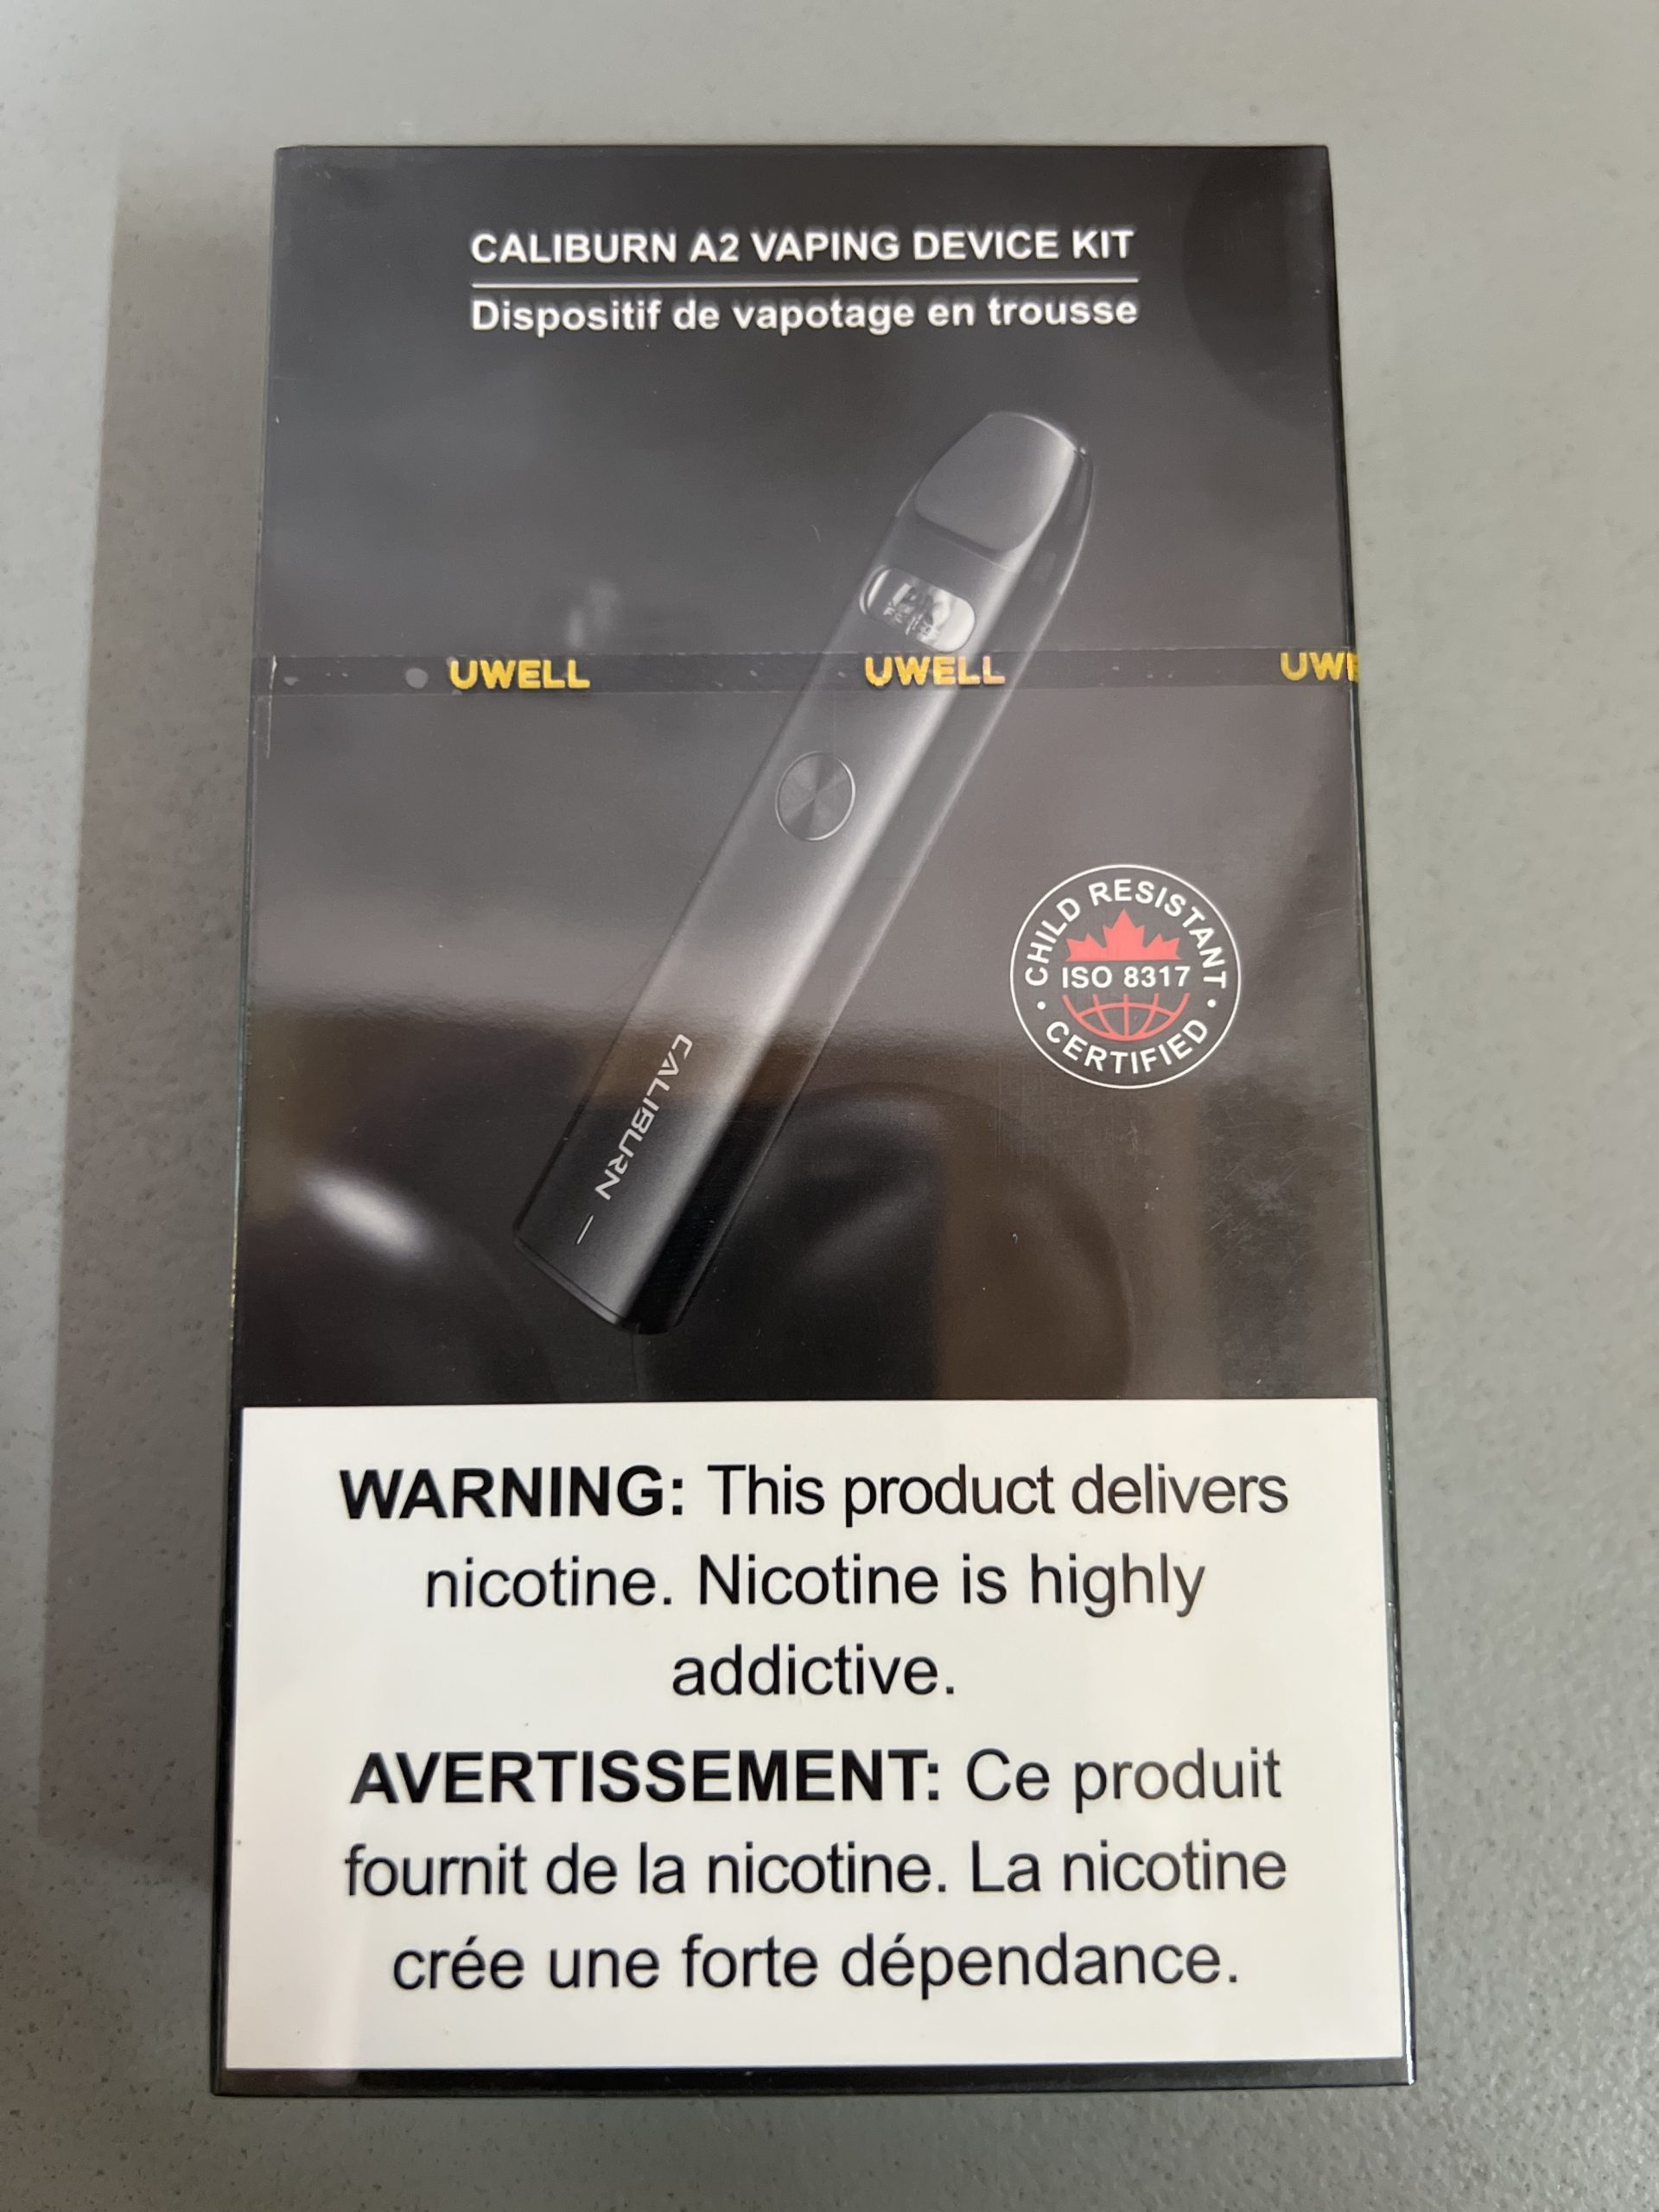 CALIBURN A2 VAPING DEVICE KIT
Dispositif de vapotage en trousse
UWELL UWELL UWE
CHILD RESISTANT
ISO 8317
CERTIFIED
CALIBURN
WARNING: This product delivers
nicotine. Nicotine is highly
addictive.
AVERTISSEMENT: Ce produit
fournit de la nicotine. La nicotine
crée une forte dépendance.